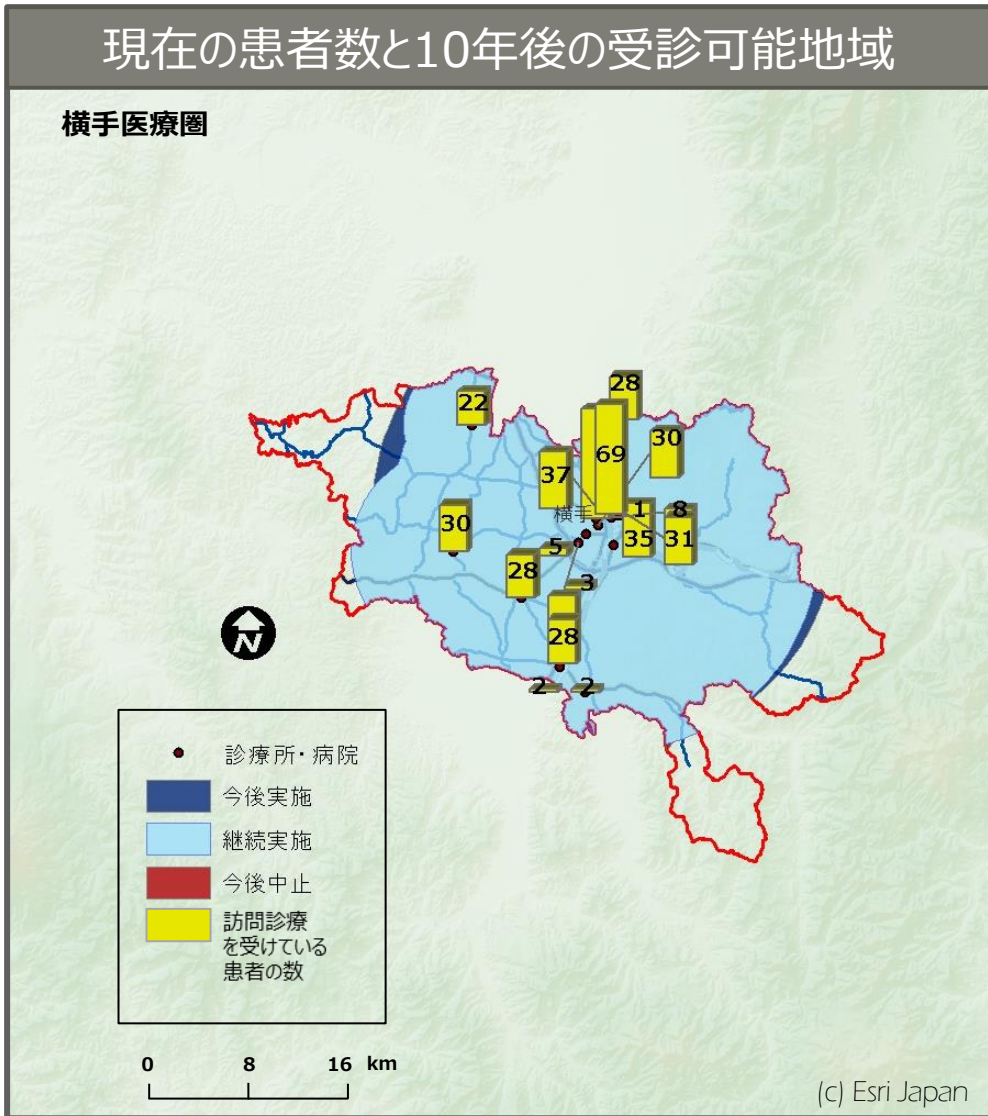 現在の患者数と10年後の受診可能地域
横手医療圏
28
22
30
69
37
横手
1
8
30
35
31
5
28
3
28
2
2
N
診療所・病院
今後実施
継続実施
今後中止
訪問診療
を受けている
患者の数
0 8 16 km
(c) Esri Japan